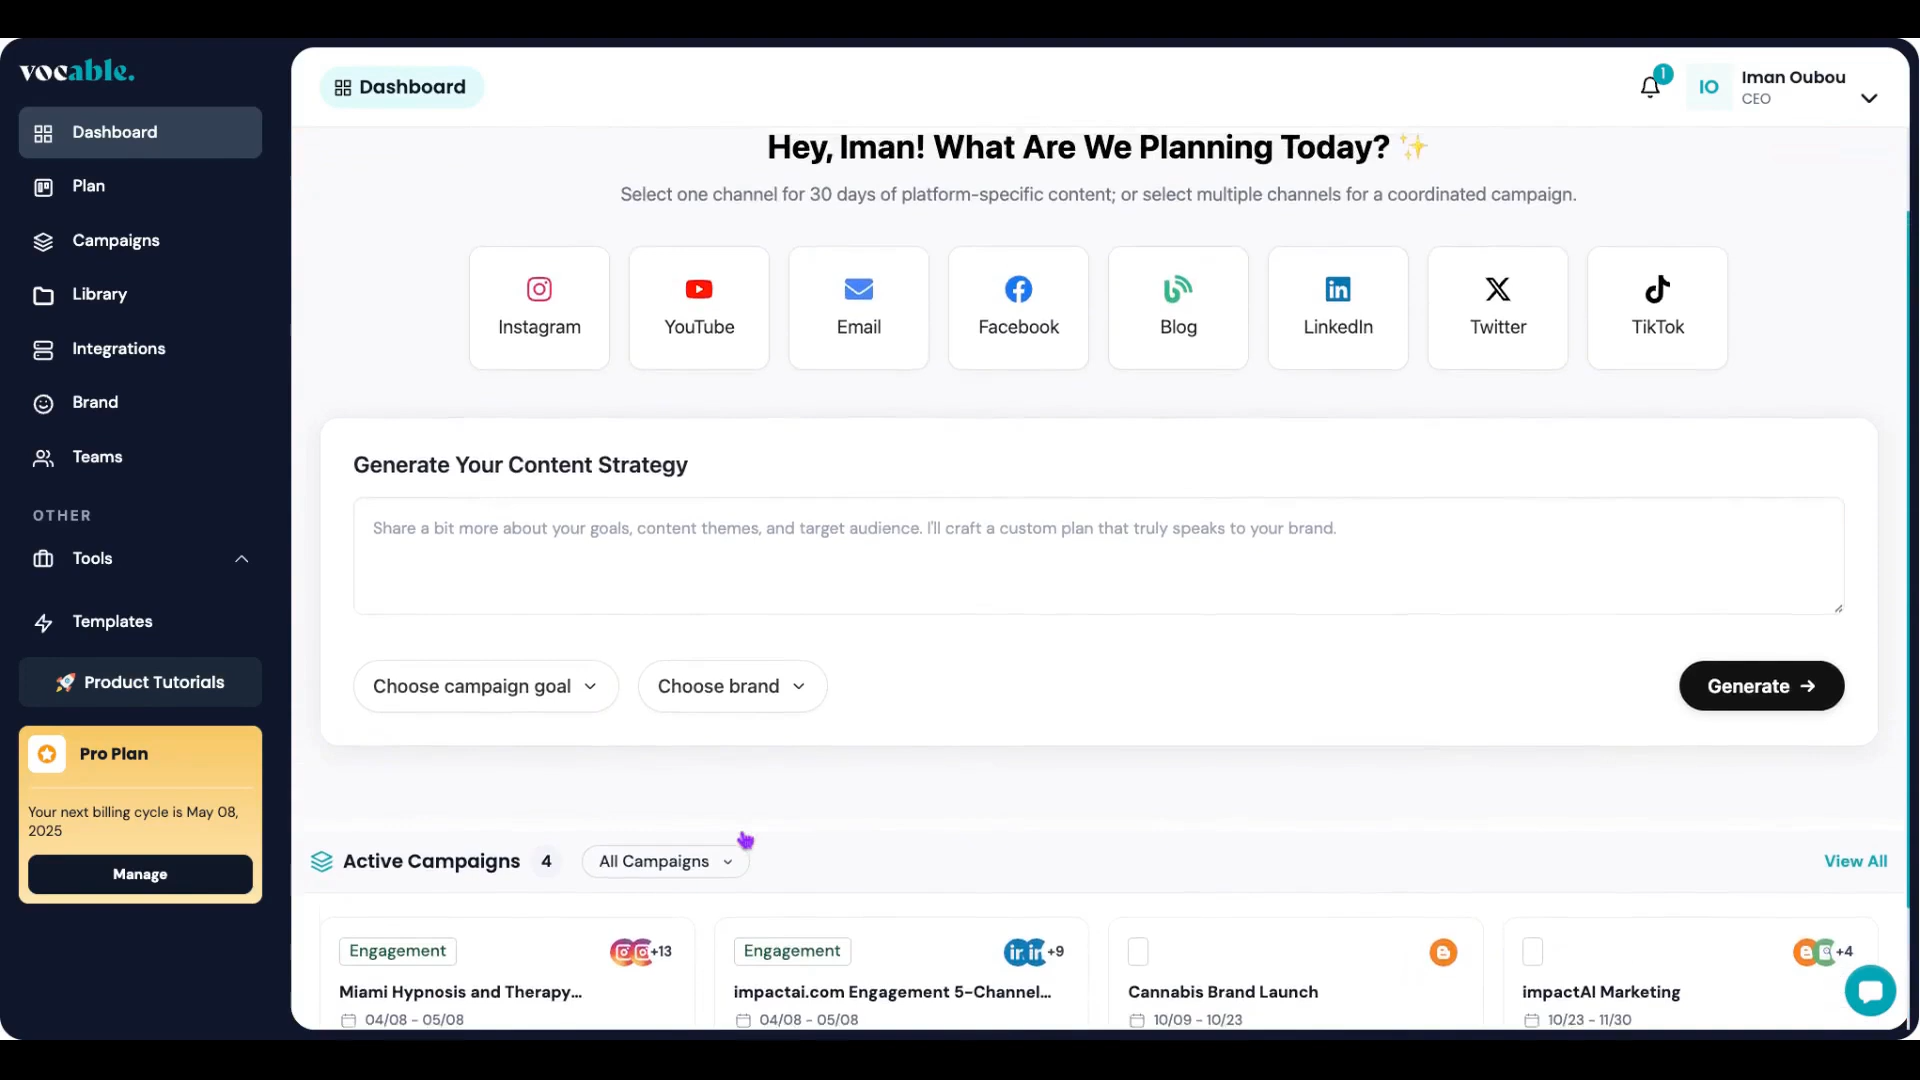 vocable.
Dashboard
Plan
Campaigns
Library
Integrations
Brand
Teams
OTHER
Tools
Templates
🚀 Product Tutorials
Pro Plan
Your next billing cycle is May 08,
2025
Manage
Dashboard
1
IO
Iman Oubou
CEO
Hey, Iman! What Are We Planning Today? ✨
Select one channel for 30 days of platform-specific content; or select multiple channels for a coordinated campaign.
Instagram
YouTube
Email
Facebook
Blog
LinkedIn
Twitter
TikTok
Generate Your Content Strategy
Share a bit more about your goals, content themes, and target audience. I'll craft a custom plan that truly speaks to your brand.
Choose campaign goal
Choose brand
Generate →
Active Campaigns 4
All Campaigns
View All
Engagement
+13
Miami Hypnosis and Therapy...
04/08 - 05/08
Engagement
+9
impactai.com Engagement 5-Channel...
04/08 - 05/08
Cannabis Brand Launch
10/09 - 10/23
+4
impactAI Marketing
10/23 - 11/30